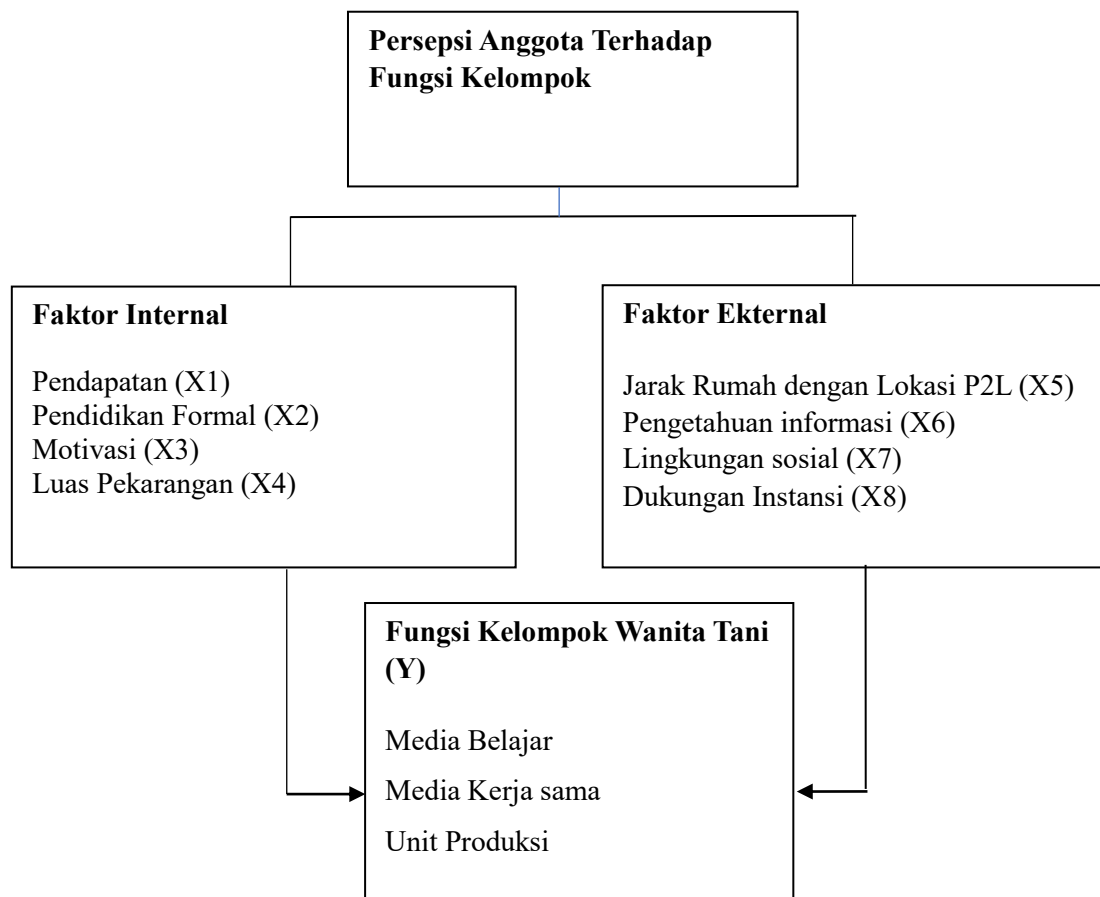 Persepsi Anggota Terhadap
Fungsi Kelompok
Faktor Internal
Pendapatan (X1)
Pendidikan Formal (X2)
Motivasi (X3)
Luas Pekarangan (X4)
Faktor Ekternal
Jarak Rumah dengan Lokasi P2L (X5)
Pengetahuan informasi (X6)
Lingkungan sosial (X7)
Dukungan Instansi (X8)
Fungsi Kelompok Wanita Tani
(Y)
Media Belajar
Media Kerja sama
Unit Produksi